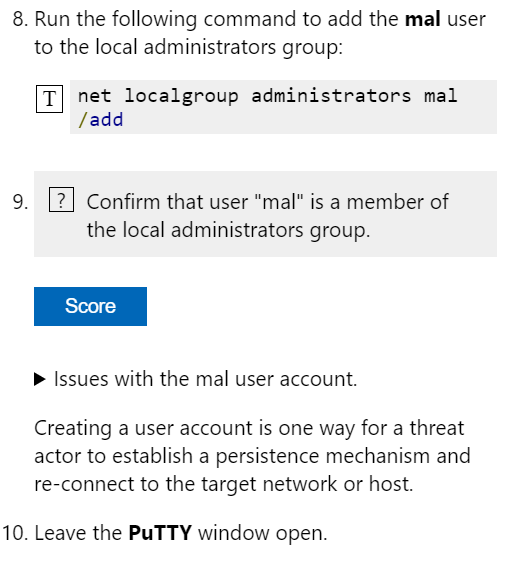 8. Run the following command to add the mal user
to the local administrators group:
T net localgroup administrators mal
/add
9. ? Confirm that user "mal" is a member of
the local administrators group.
Score
▶ Issues with the mal user account.
Creating a user account is one way for a threat
actor to establish a persistence mechanism and
re-connect to the target network or host.
10. Leave the PuTTY window open.